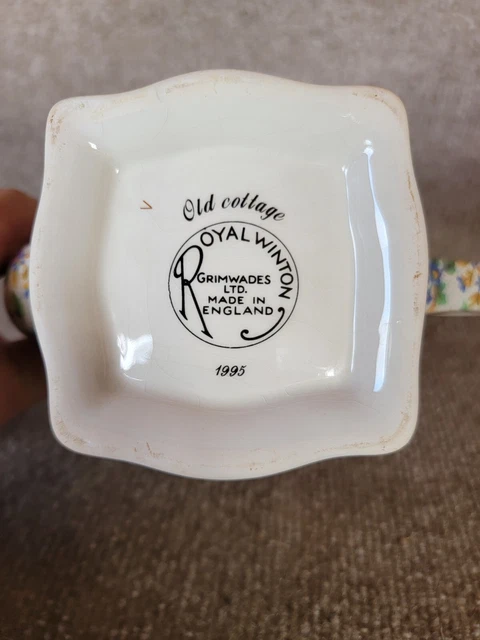 Old cottage
ROYAL WINTON
GRIMWADES
LTD.
MADE IN
ENGLAND
1995